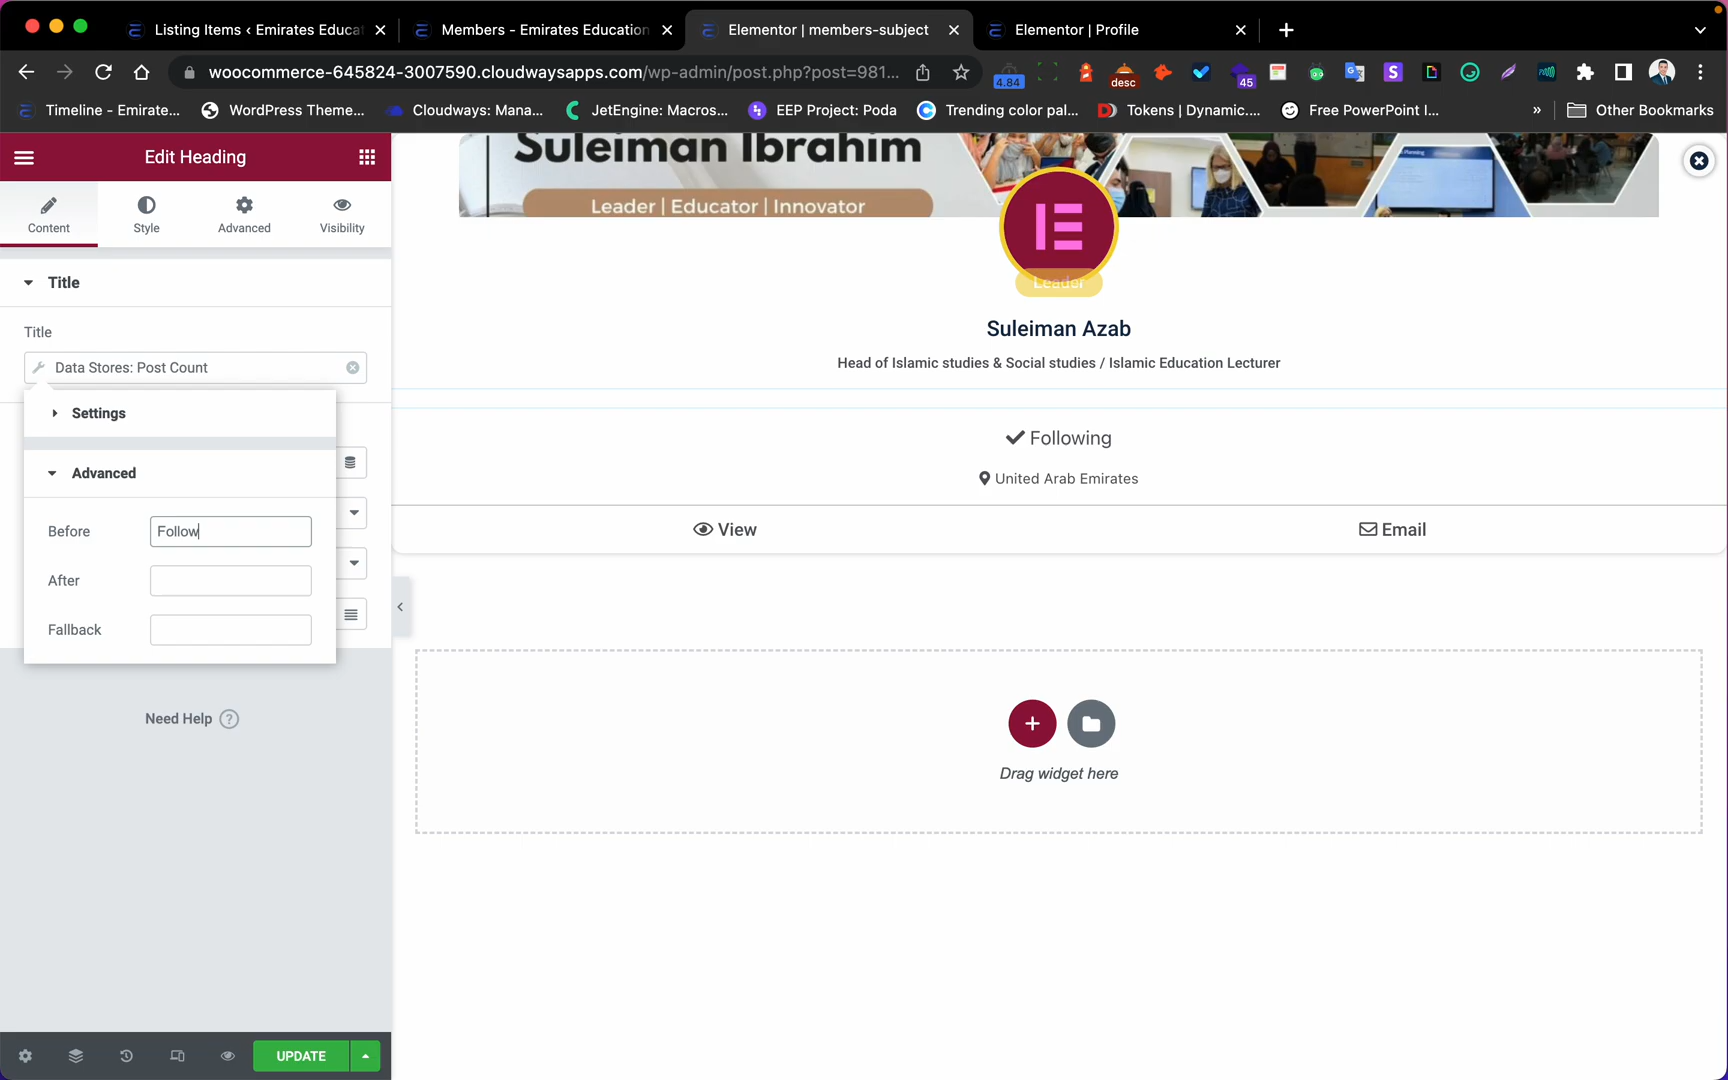 Listing Items ‹ Emirates Educat
Members - Emirates Education
Elementor | members-subject
Elementor | Profile
woocommerce-645824-3007590.cloudwaysapps.com/wp-admin/post.php?post=981...
4.84
desc
45
Timeline - Emirate...
WordPress Theme...
Cloudways: Mana...
JetEngine: Macros...
EEP Project: Poda
Trending color pal...
Tokens | Dynamic....
Free PowerPoint I...
»
Other Bookmarks
Edit Heading
Content
Style
Advanced
Visibility
Title
Title
Data Stores: Post Count
Settings
Advanced
Before
Follow
After
Fallback
Need Help
?
UPDATE
Suleiman Ibrahim
Leader | Educator | Innovator
Leader
Suleiman Azab
Head of Islamic studies & Social studies / Islamic Education Lecturer
Following
United Arab Emirates
View
Email
Drag widget here